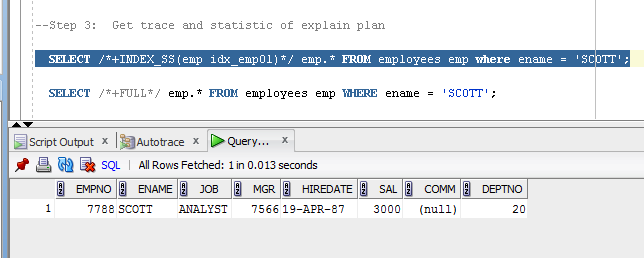 --Step 3:  Get trace and statistic of explain plan
SELECT /*+INDEX_SS(emp idx_emp01)*/ emp.* FROM employees emp where ename = 'SCOTT';
SELECT /*+FULL*/ emp.* FROM employees emp WHERE ename = 'SCOTT';
Script Output x Autotrace x Query... x
SQL | All Rows Fetched: 1 in 0.013 seconds
EMPNO ENAME JOB MGR HIREDATE SAL COMM DEPTNO
1 7788 SCOTT ANALYST 7566 19-APR-87 3000 (null) 20